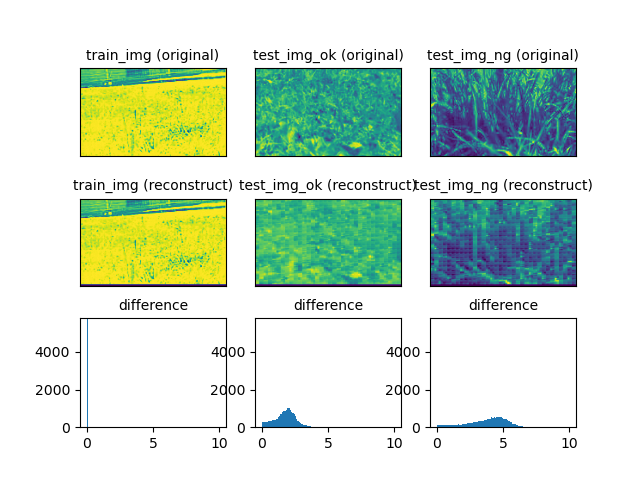 train_img (original) test_img_ok (original) test_img_ng (original)
train_img (reconstruct) test_img_ok (reconstruct) test_img_ng (reconstruct)
difference difference difference
4000 4000 4000
2000 2000 2000
0 0 0
0 5 10 0 5 10 0 5 10